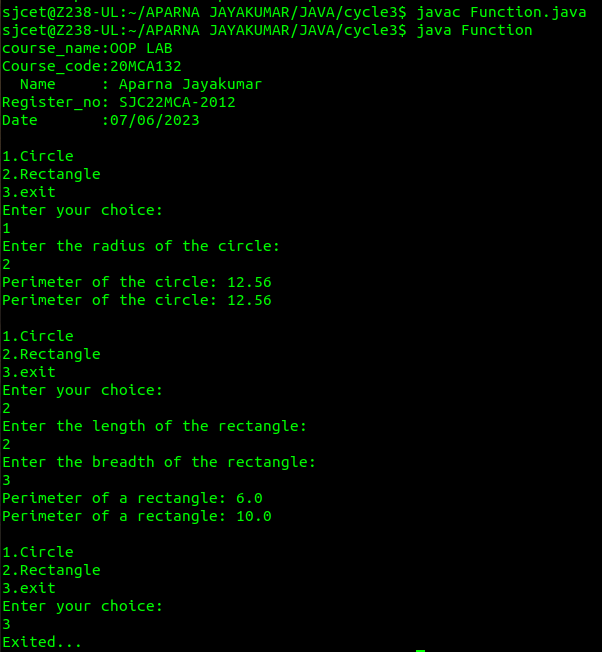 sjcet@Z238-UL:~/APARNA JAYAKUMAR/JAVA/cycle3$ javac Function.java
sjcet@Z238-UL:~/APARNA JAYAKUMAR/JAVA/cycle3$ java Function
course_name:OOP LAB
Course_code:20MCA132
  Name     : Aparna Jayakumar
Register_no: SJC22MCA-2012
Date       :07/06/2023

1.Circle
2.Rectangle
3.exit
Enter your choice:
1
Enter the radius of the circle:
2
Perimeter of the circle: 12.56
Perimeter of the circle: 12.56

1.Circle
2.Rectangle
3.exit
Enter your choice:
2
Enter the length of the rectangle:
2
Enter the breadth of the rectangle:
3
Perimeter of a rectangle: 6.0
Perimeter of a rectangle: 10.0

1.Circle
2.Rectangle
3.exit
Enter your choice:
3
Exited...